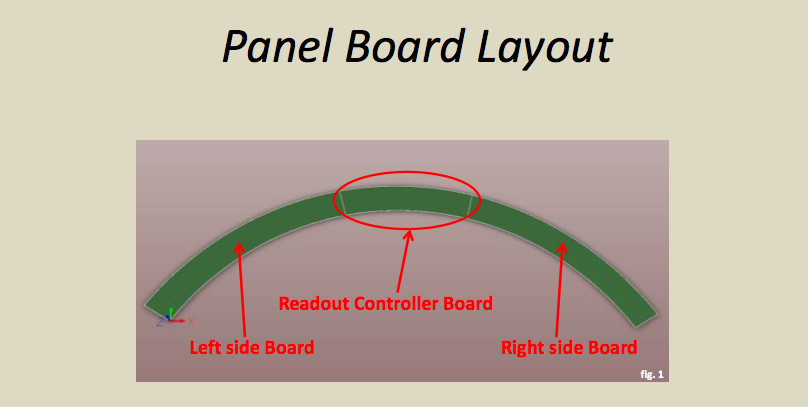 Panel Board Layout
Readout Controller Board
Left side Board
Right side Board
Z
X
fig. 1